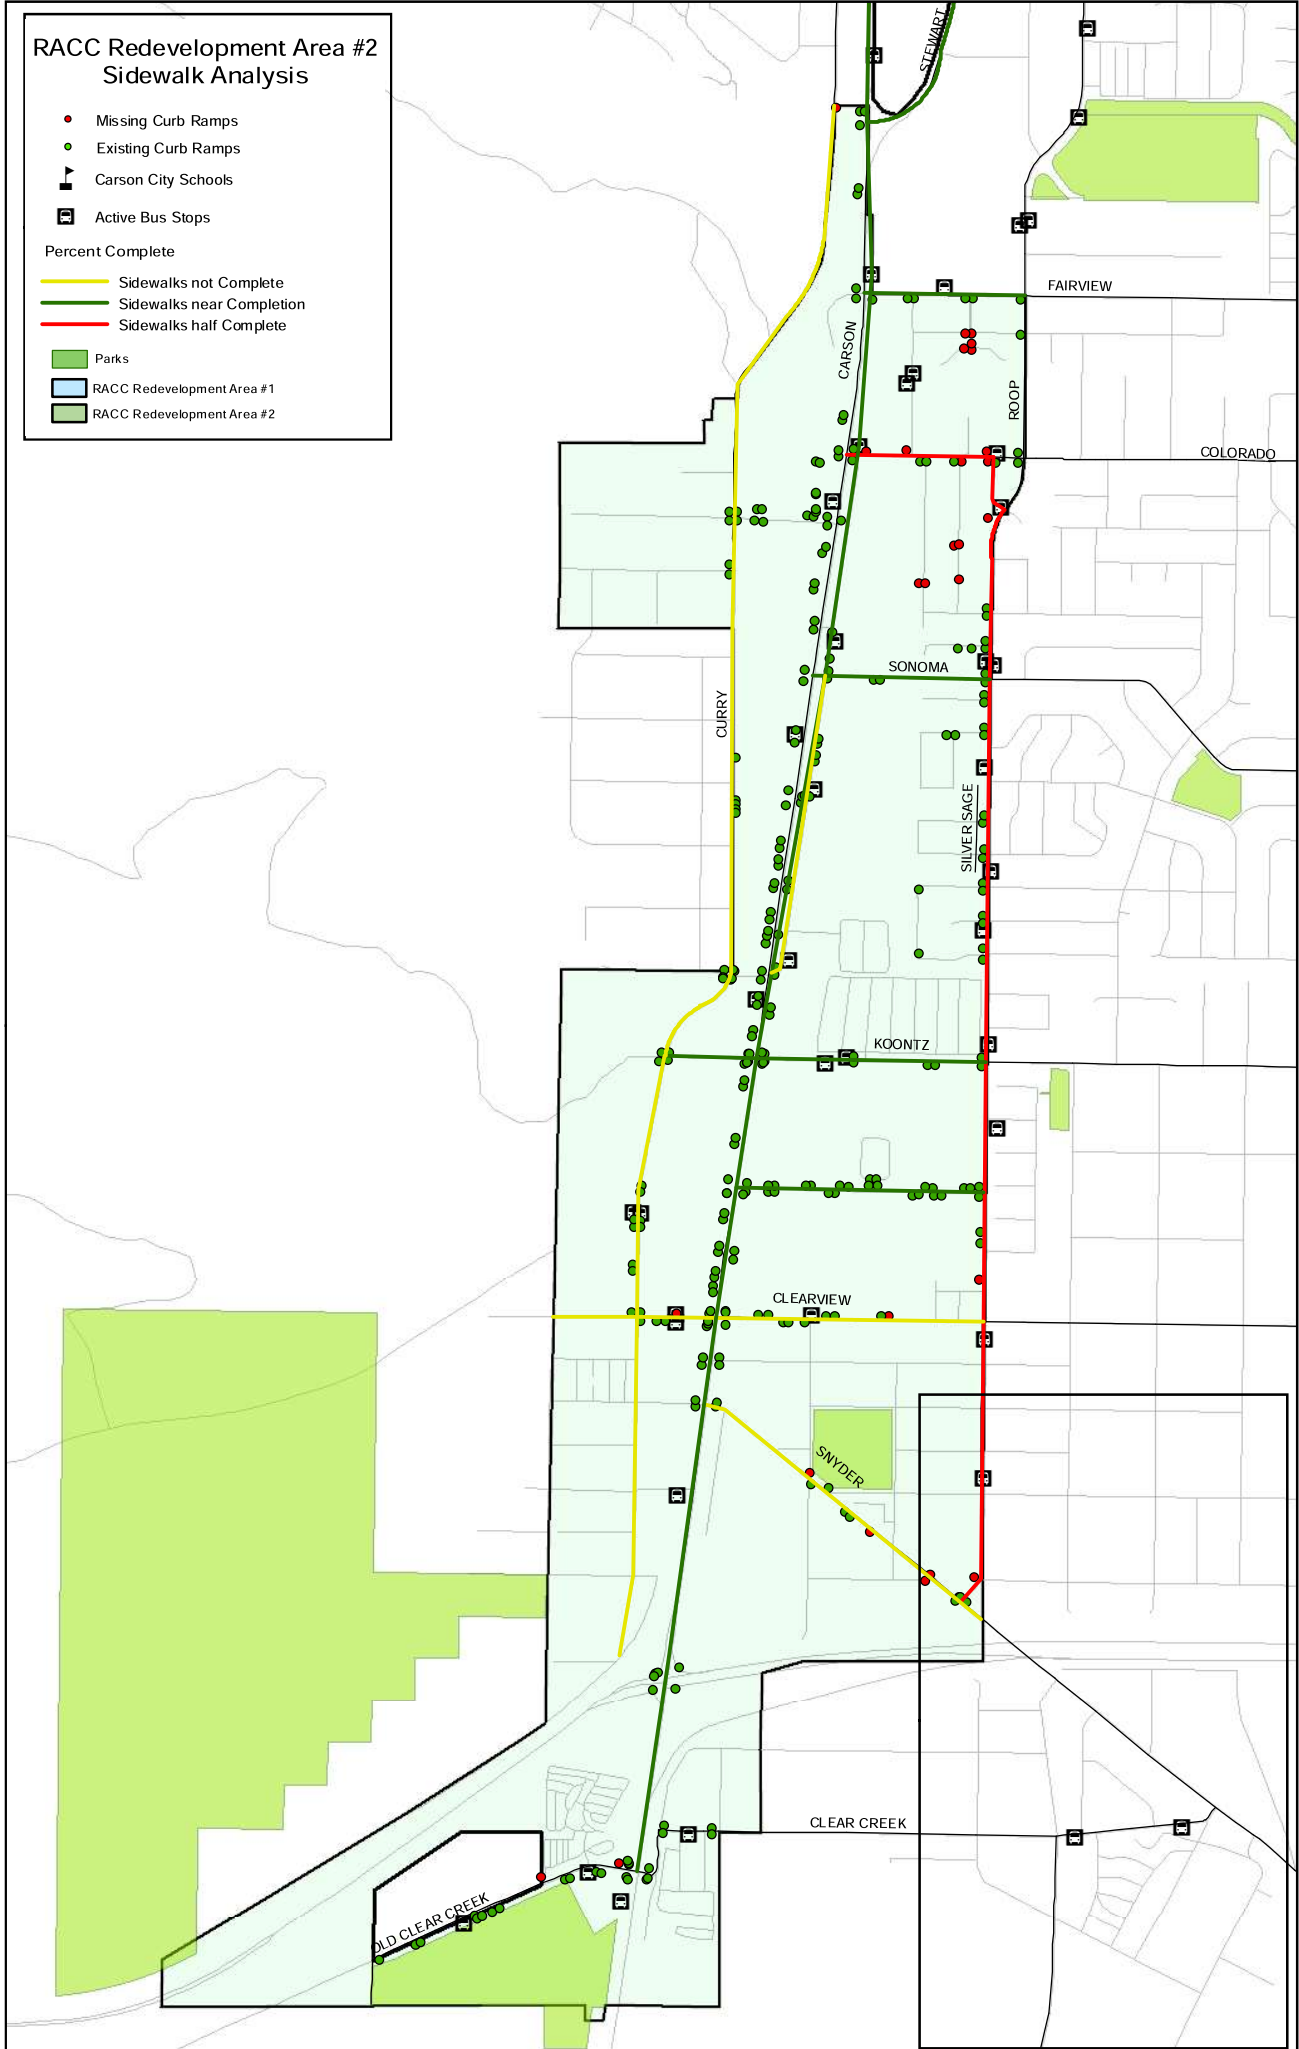 RACC Redevelopment Area #2
Sidewalk Analysis
Missing Curb Ramps
Existing Curb Ramps
Carson City Schools
Active Bus Stops
Percent Complete
Sidewalks not Complete
Sidewalks near Completion
Sidewalks half Complete
Parks
RACC Redevelopment Area #1
RACC Redevelopment Area #2
STEWART
FAIRVIEW
CARSON
ROOP
COLORADO
SONOMA
CURRY
SILVER SAGE
KOONTZ
CLEARVIEW
SNYDER
CLEAR CREEK
OLD CLEAR CREEK